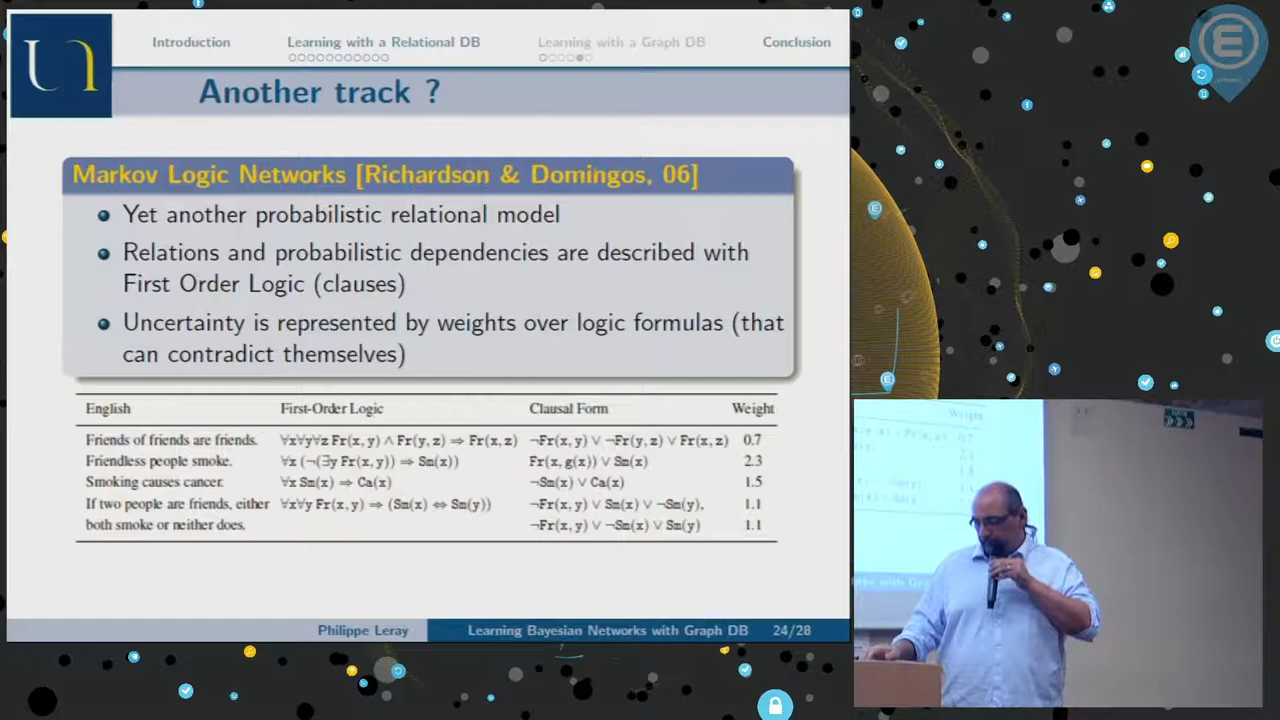 Introduction
Learning with a Relational DB
Learning with a Graph DB
Conclusion
Another track ?
Markov Logic Networks [Richardson & Domingos, 06]
Yet another probabilistic relational model
Relations and probabilistic dependencies are described with
First Order Logic (clauses)
Uncertainty is represented by weights over logic formulas (that
can contradict themselves)
English First-Order Logic Clausal Form Weight
Friends of friends are friends. ∀x∀y∀z Fr(x, y) ∧ Fr(y, z) ⇒ Fr(x, z) ¬Fr(x, y) ∨ ¬Fr(y, z) ∨ Fr(x, z) 0.7
Friendless people smoke. ∀x (¬(∃y Fr(x, y)) ⇒ Sm(x)) Fr(x, g(x)) ∨ Sm(x) 2.3
Smoking causes cancer. ∀x Sm(x) ⇒ Ca(x) ¬Sm(x) ∨ Ca(x) 1.5
If two people are friends, either ∀x∀y Fr(x, y) ⇒ (Sm(x) ⇔ Sm(y)) ¬Fr(x, y) ∨ Sm(x) ∨ ¬Sm(y), 1.1
both smoke or neither does. ¬Fr(x, y) ∨ ¬Sm(x) ∨ Sm(y) 1.1
Philippe Leray
Learning Bayesian Networks with Graph DB 24/28
Weight